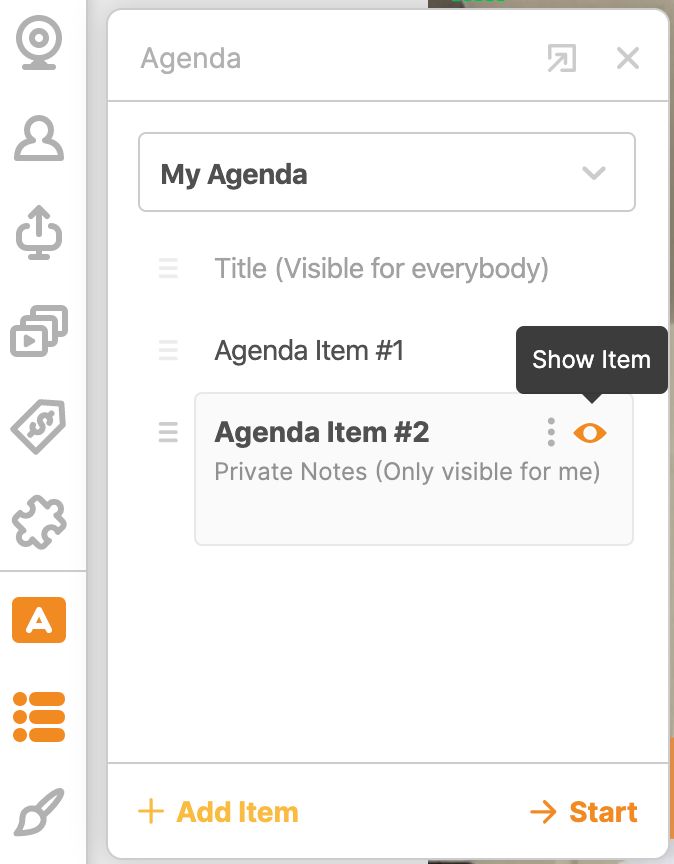 Agenda
My Agenda
Title (Visible for everybody)
Agenda Item #1
Show Item
Agenda Item #2
Private Notes (Only visible for me)
A
+ Add Item
→ Start